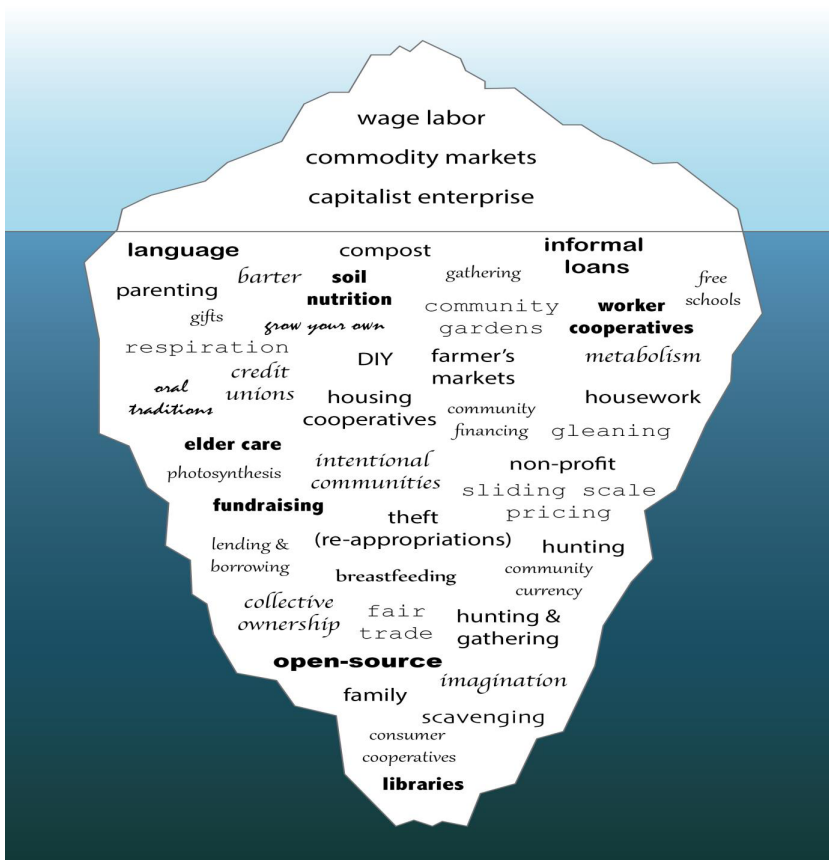 wage labor
commodity markets
capitalist enterprise
language
compost
informal
loans
parenting
barter
soil
nutrition
gathering
free
schools
gifts
grow your own
community
gardens
worker
cooperatives
respiration
credit
unions
DIY
farmer's
markets
metabolism
oral
traditions
housing
cooperatives
community
financing
housework
gleaning
elder care
photosynthesis
intentional
communities
non-profit
sliding scale
pricing
fundraising
theft
(re-appropriations)
hunting
lending &
borrowing
breastfeeding
community
currency
collective
ownership
fair
trade
hunting &
gathering
open-source
imagination
family
scavenging
consumer
cooperatives
libraries